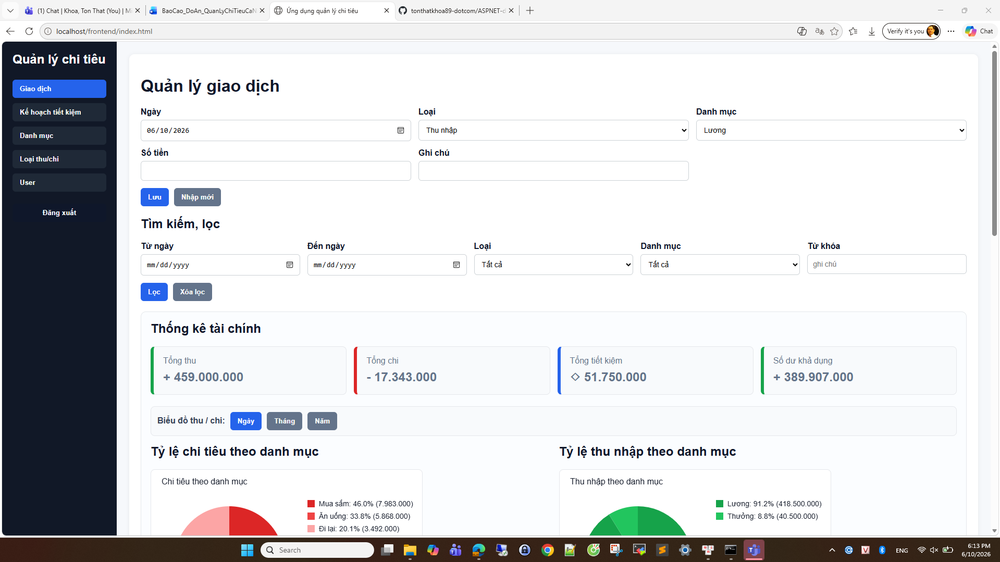 (1) Chat | Khoa, Ton That (You) | Mi
BaoCao_DoAn_QuanLyChiTieuCaN
Ứng dụng quản lý chi tiêu
tonthatkhoa89-dotcom/ASPNET-d
localhost/frontend/index.html
Verify it's you
Chat
Quản lý chi tiêu
Giao dịch
Kế hoạch tiết kiệm
Danh mục
Loại thu/chi
User
Đăng xuất
Quản lý giao dịch
Ngày
Loại
Danh mục
06/10/2026
Thu nhập
Lương
Số tiền
Ghi chú
Lưu
Nhập mới
Tìm kiếm, lọc
Từ ngày
Đến ngày
Loại
Danh mục
Từ khóa
mm/dd/yyyy
mm/dd/yyyy
Tất cả
Tất cả
ghi chú
Lọc
Xóa lọc
Thống kê tài chính
Tổng thu
+ 459.000.000
Tổng chi
- 17.343.000
Tổng tiết kiệm
◇ 51.750.000
Số dư khả dụng
+ 389.907.000
Biểu đồ thu / chi:
Ngày
Tháng
Năm
Tỷ lệ chi tiêu theo danh mục
Tỷ lệ thu nhập theo danh mục
Chi tiêu theo danh mục
Mua sắm: 46.0% (7.983.000)
Ăn uống: 33.8% (5.868.000)
Đi lại: 20.1% (3.492.000)
Thu nhập theo danh mục
Lương: 91.2% (418.500.000)
Thưởng: 8.8% (40.500.000)
Search
ENG
6:13 PM
6/10/2026